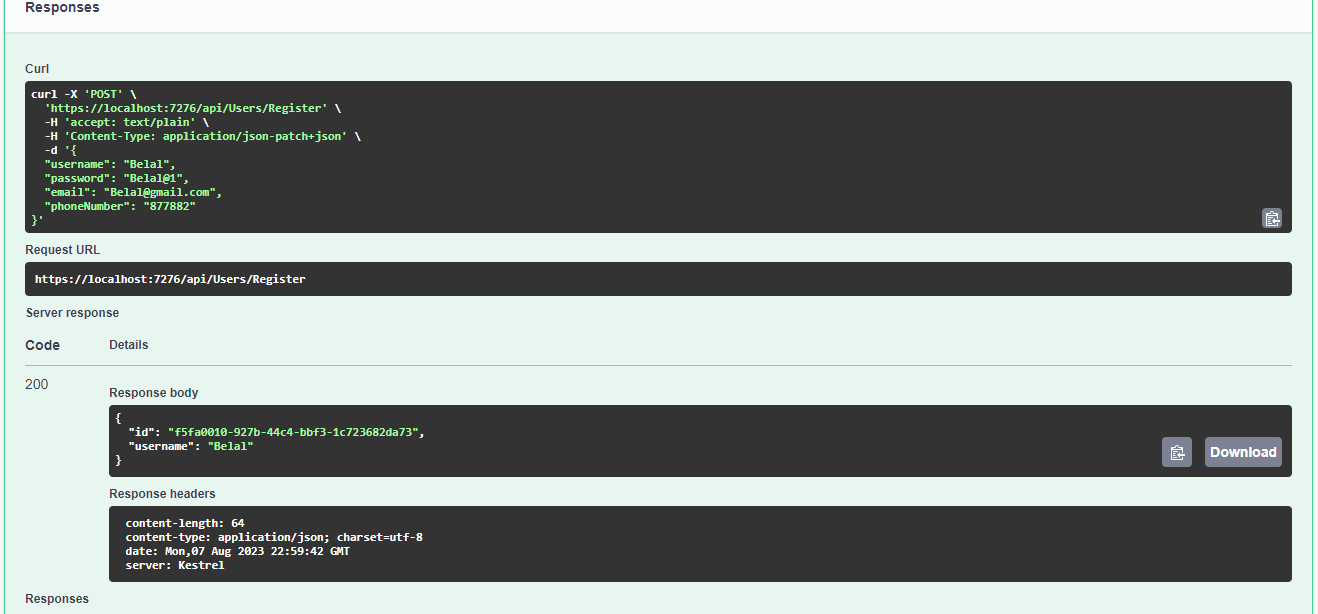 Responses
Curl
curl -X 'POST' \
  'https://localhost:7276/api/Users/Register' \
  -H 'accept: text/plain' \
  -H 'Content-Type: application/json-patch+json' \
  -d '{
  "username": "Belal",
  "password": "Belal@1",
  "email": "Belal@gmail.com",
  "phoneNumber": "877882"
}'
Request URL
https://localhost:7276/api/Users/Register
Server response
Code Details
200
Response body
{
  "id": "f5fa0010-927b-44c4-bbf3-1c723682da73",
  "username": "Belal"
}
Download
Response headers
content-length: 64
content-type: application/json; charset=utf-8
date: Mon,07 Aug 2023 22:59:42 GMT
server: Kestrel
Responses